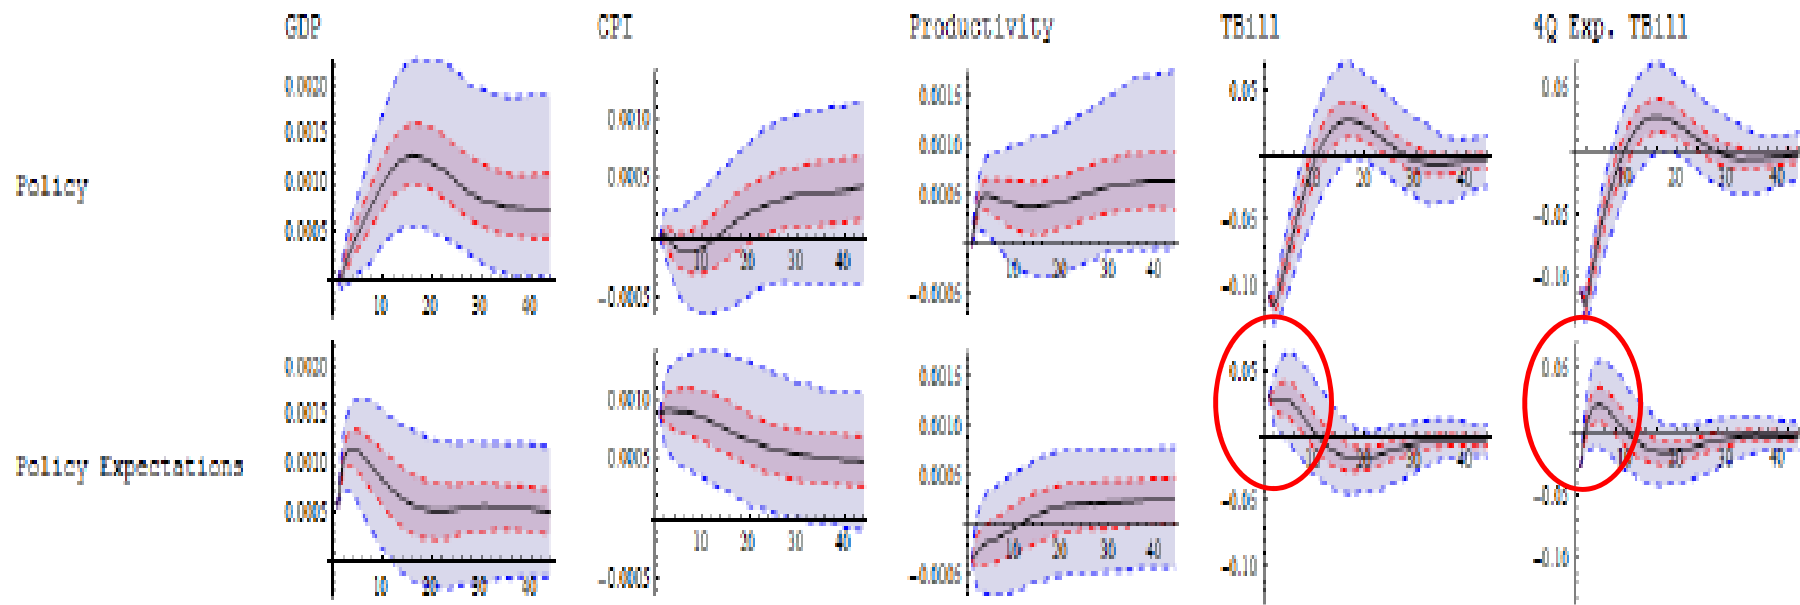 GDP CPI Productivity TBill 4Q Exp. TBill
Policy
0.0020 0.0015 0.0010 0.0005 10 20 30 40
0.0010 0.0005 -0.0005 10 20 30 40
0.0015 0.0010 0.0005 -0.0005 10 20 30 40
0.05 -0.05 -0.10 10 20 30 40
0.05 -0.05 -0.10 10 20 30 40
Policy Expectations
0.0020 0.0015 0.0010 0.0005 10 20 30 40
0.0010 0.0005 -0.0005 10 20 30 40
0.0015 0.0010 0.0005 -0.0005 10 20 30 40
0.05 -0.05 -0.10 10 20 30 40
0.05 -0.05 -0.10 10 20 30 40